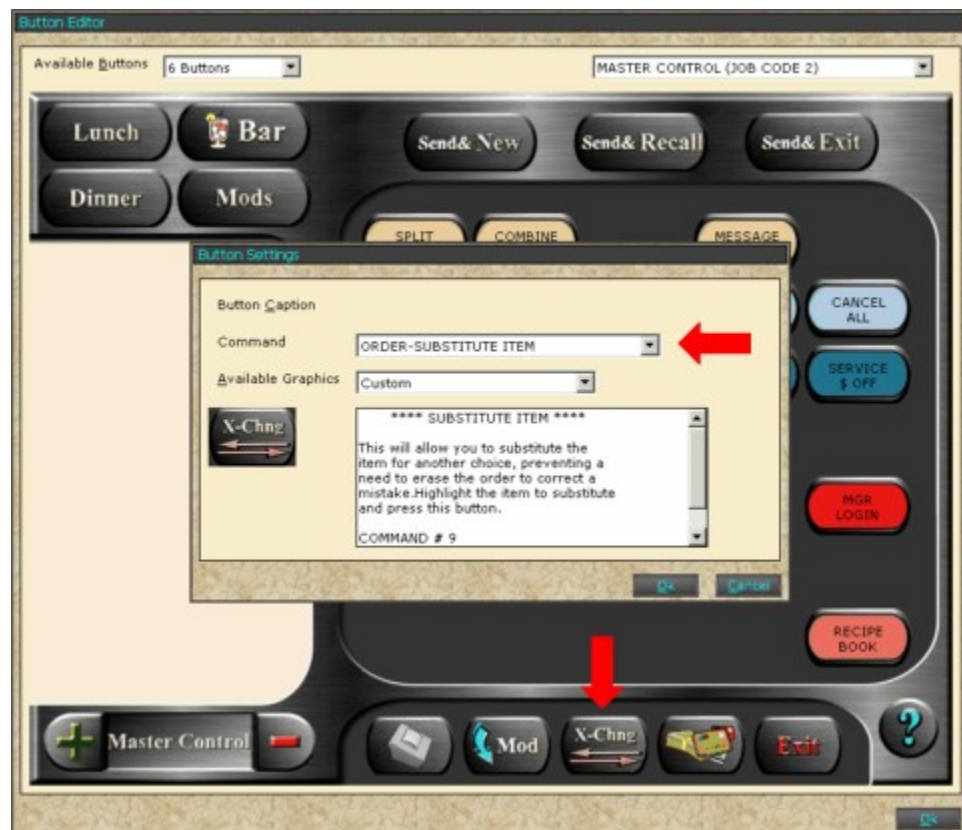 Button Editor
Available Buttons
6 Buttons
MASTER CONTROL (JOB CODE 2)
Lunch
Bar
Send& New
Send& Recall
Send& Exit
Dinner
Mods
SPLIT
COMBINE
MESSAGE
Button Settings
Button Caption
Command
ORDER-SUBSTITUTE ITEM
Available Graphics
Custom
X-Chng
**** SUBSTITUTE ITEM ****
This will allow you to substitute the
item for another choice, preventing a
need to erase the order to correct a
mistake.Highlight the item to substitute
and press this button.
COMMAND # 9
Ok
Cancel
CANCEL
ALL
SERVICE
$ OFF
MGR
LOGIN
RECIPE
BOOK
Master Control
Mod
X-Chng
Exit
?
Ok